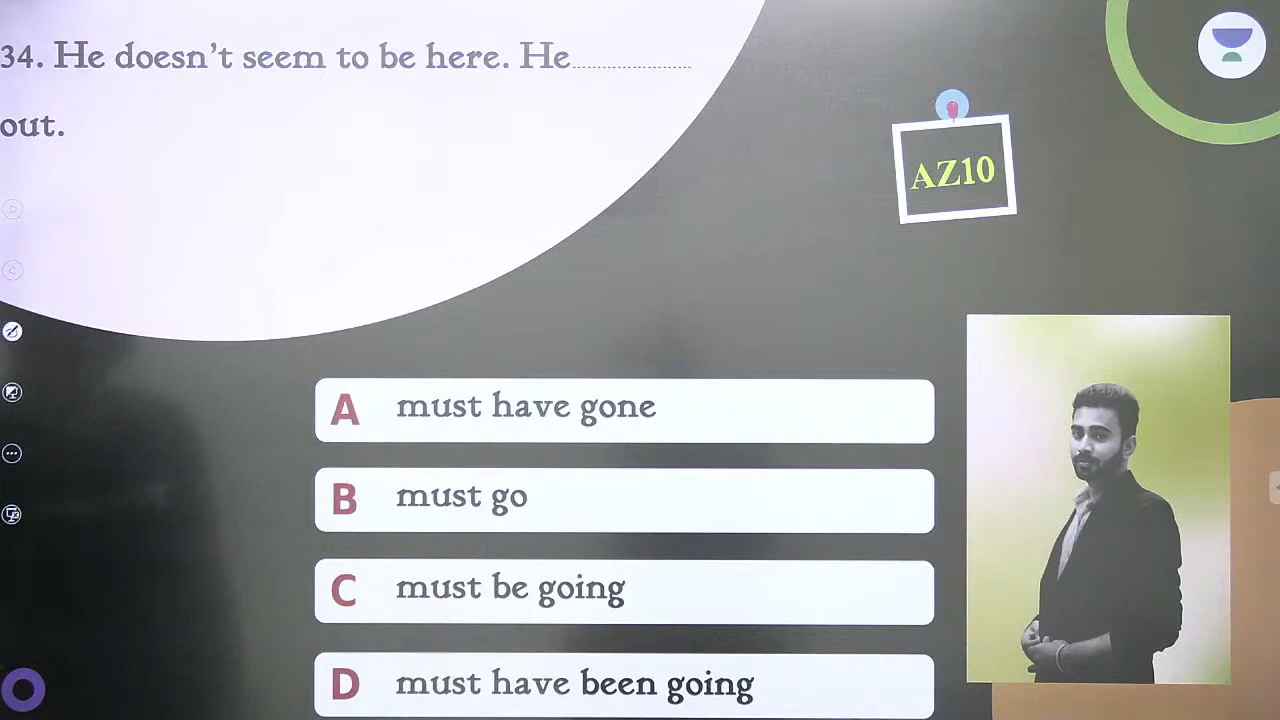 34. He doesn't seem to be here. He....................
out.
AZ10
A must have gone
B must go
C must be going
D must have been going